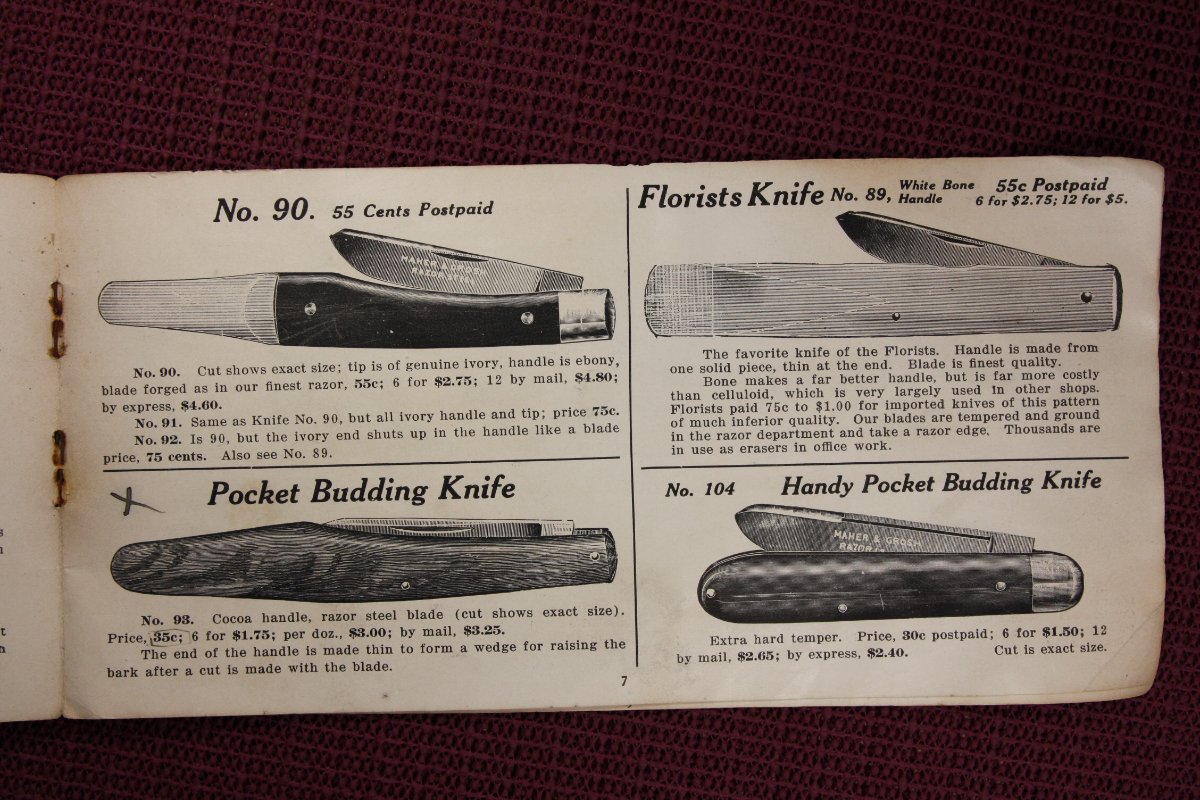 No. 90. 55 Cents Postpaid
MAHER & GROSH
RAZOR STEEL
No. 90. Cut shows exact size; tip is of genuine ivory, handle is ebony,
blade forged as in our finest razor, 55c; 6 for $2.75; 12 by mail, $4.80;
by express, $4.60.
No. 91. Same as Knife No. 90, but all ivory handle and tip; price 75c.
No. 92. Is 90, but the ivory end shuts up in the handle like a blade
price, 75 cents. Also see No. 89.
Pocket Budding Knife
No. 93. Cocoa handle, razor steel blade (cut shows exact size).
Price, 35c; 6 for $1.75; per doz., $3.00; by mail, $3.25.
The end of the handle is made thin to form a wedge for raising the
bark after a cut is made with the blade.
Florists Knife No. 89, White Bone Handle 55c Postpaid
6 for $2.75; 12 for $5.
The favorite knife of the Florists. Handle is made from
one solid piece, thin at the end. Blade is finest quality.
Bone makes a far better handle, but is far more costly
than celluloid, which is very largely used in other shops.
Florists paid 75c to $1.00 for imported knives of this pattern
of much inferior quality. Our blades are tempered and ground
in the razor department and take a razor edge. Thousands are
in use as erasers in office work.
No. 104 Handy Pocket Budding Knife
MAHER & GROSH
RAZOR
Extra hard temper. Price, 30c postpaid; 6 for $1.50; 12
by mail, $2.65; by express, $2.40. Cut is exact size.
7